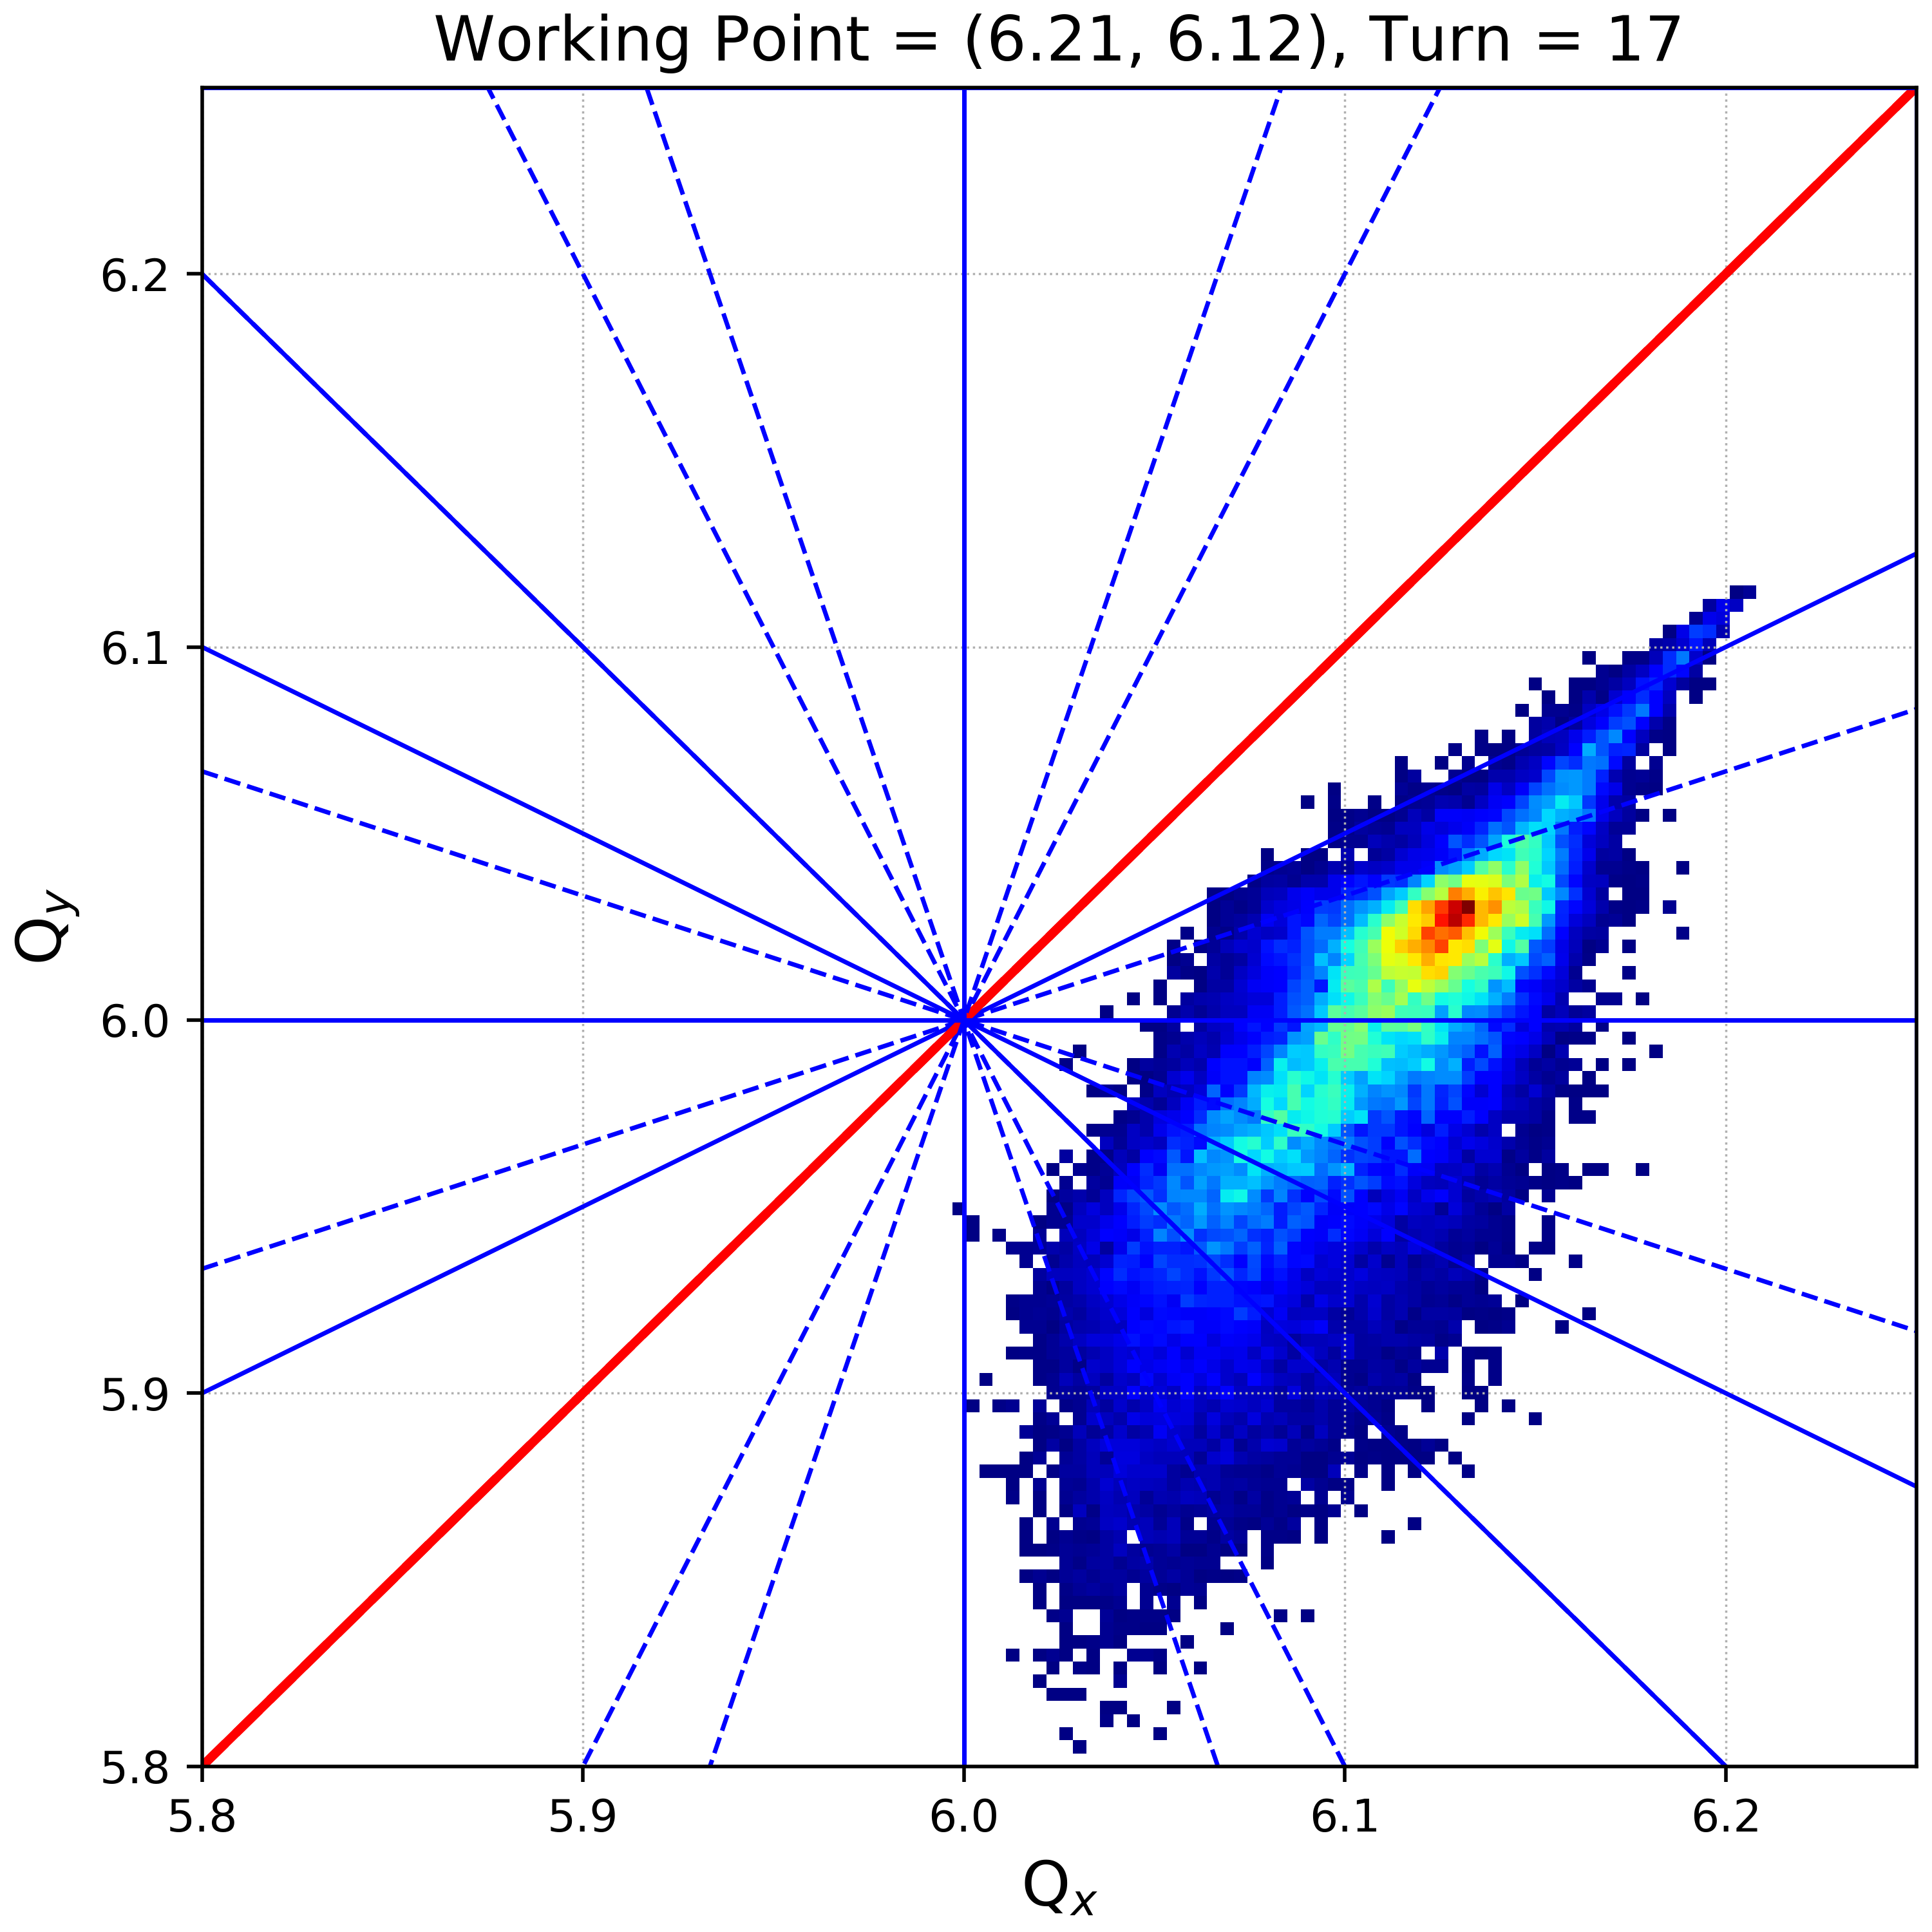 Working Point = (6.21, 6.12), Turn = 17
6.2
6.1
6.0
5.9
5.8
Qy
5.8 5.9 6.0 6.1 6.2
Qx